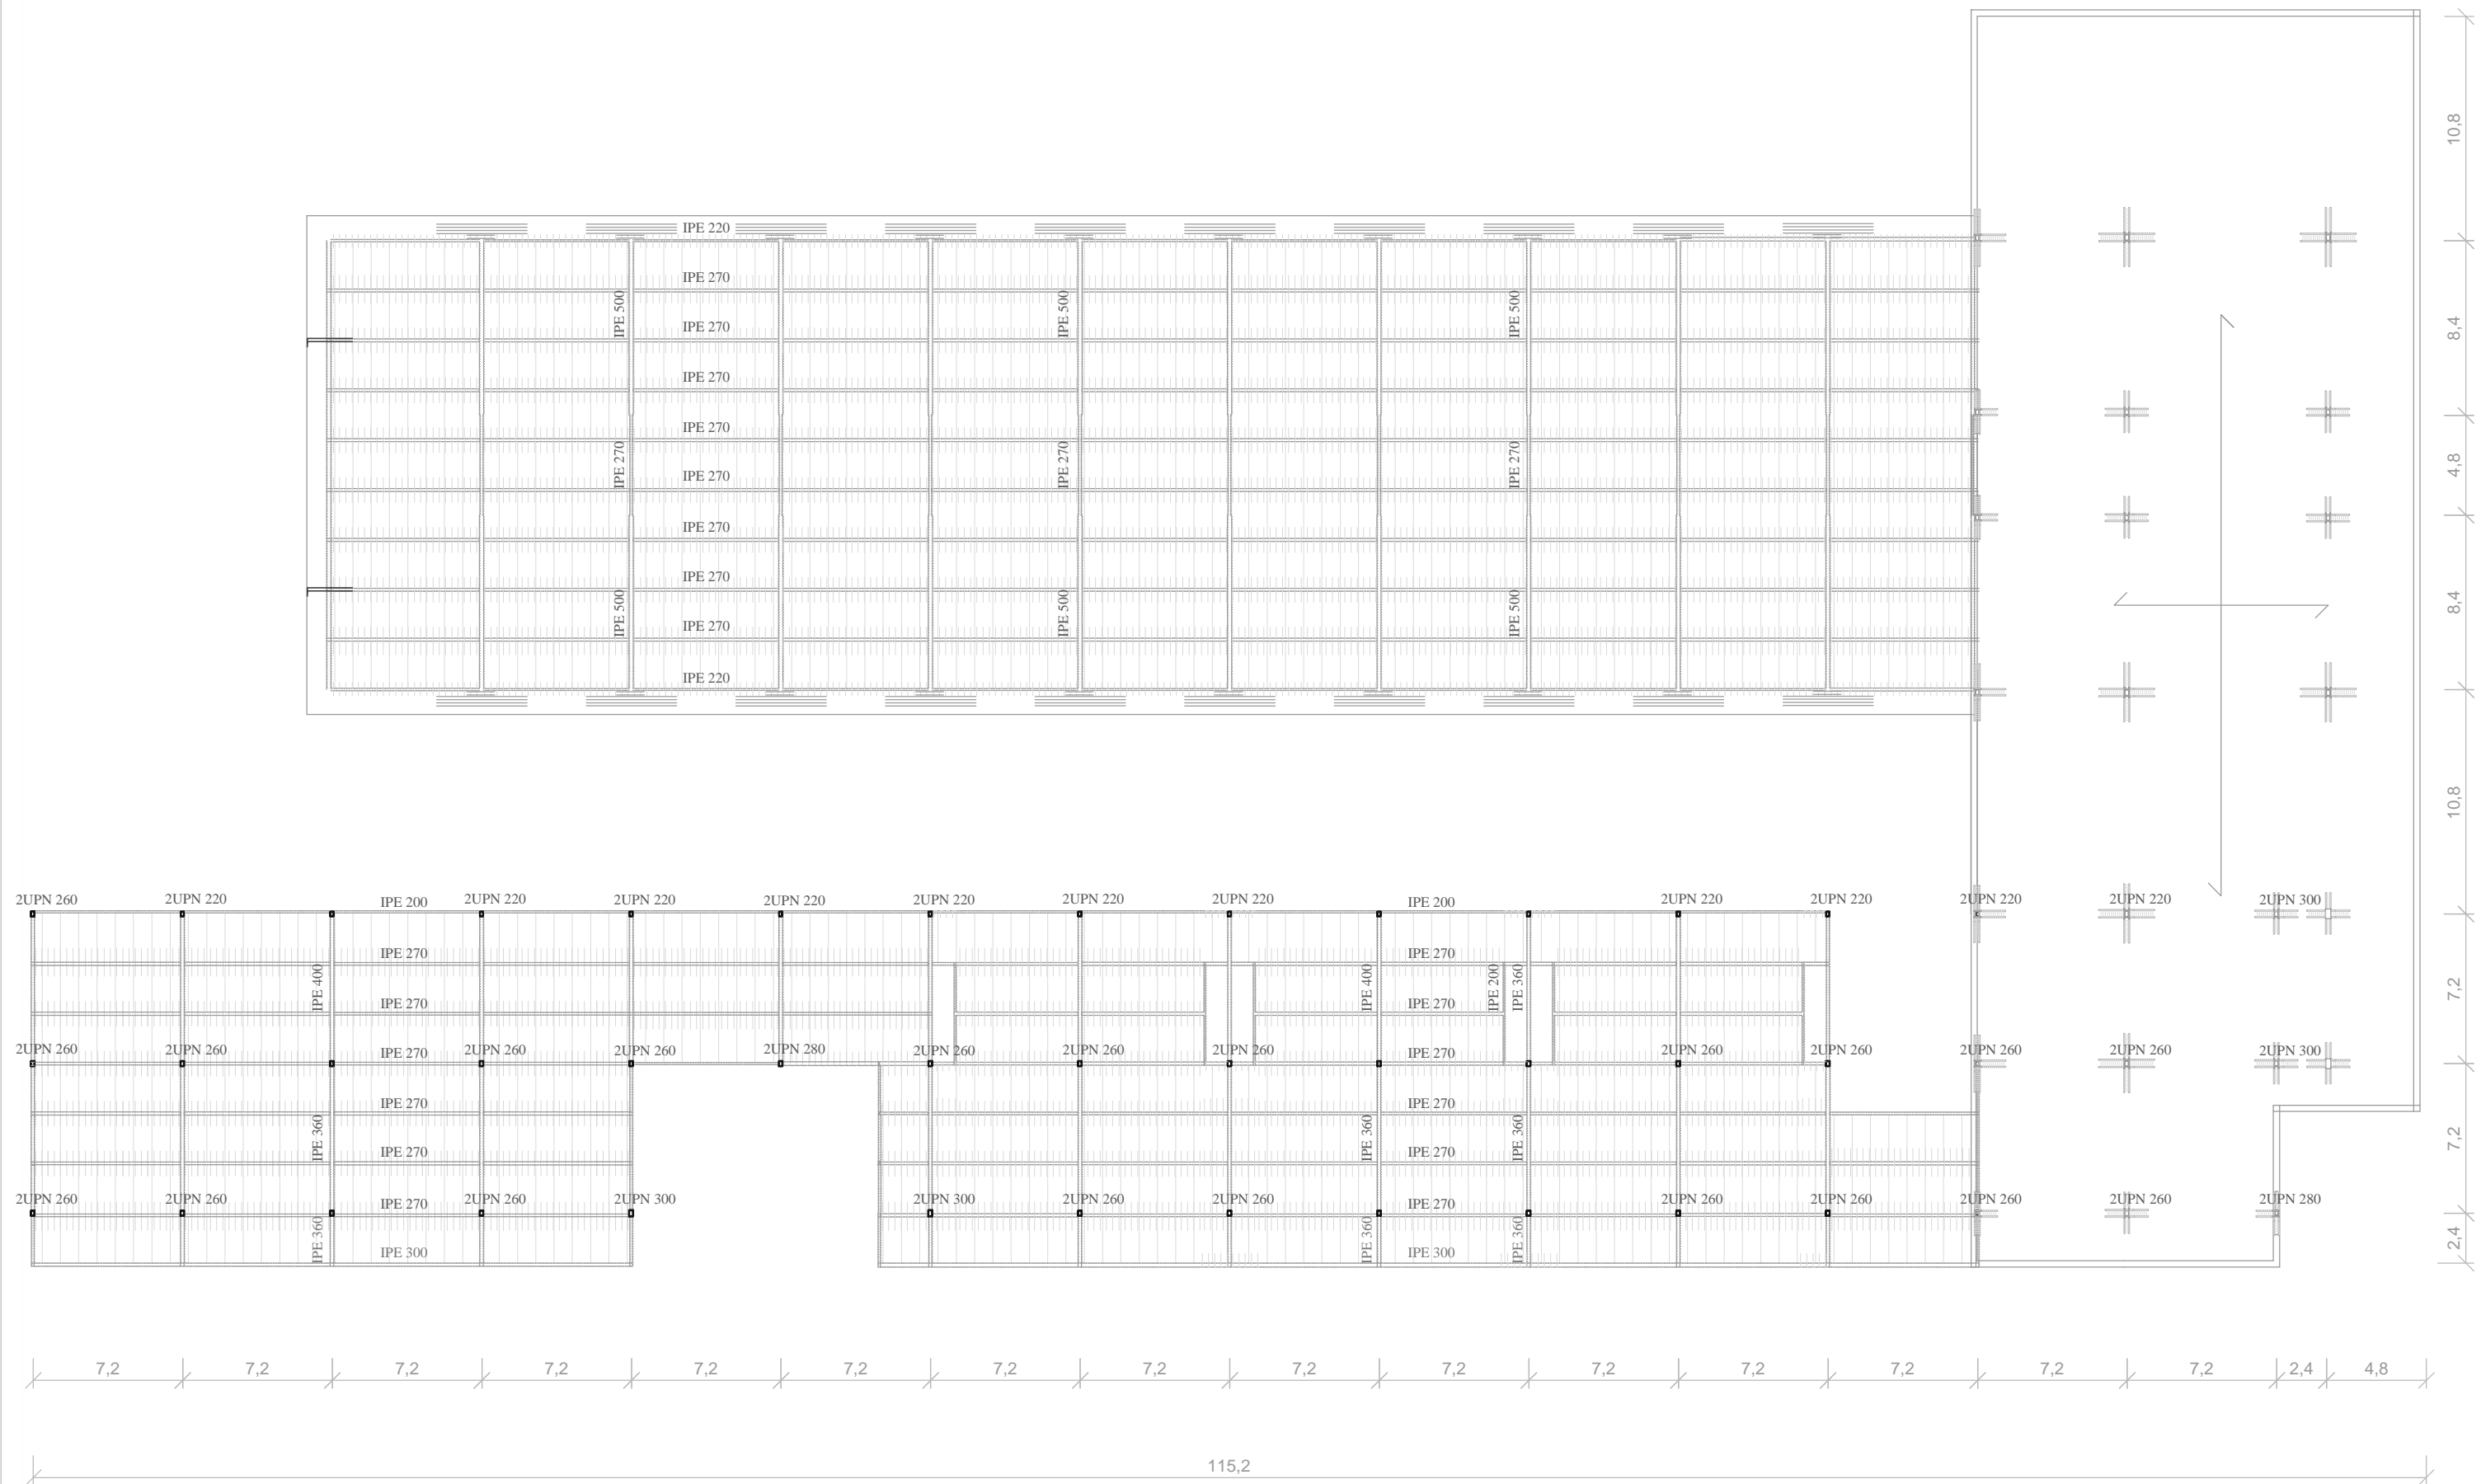 10,8
IPE 220
IPE 270
IPE 500 IPE 500 IPE 500
IPE 270
8,4
IPE 270
IPE 270
IPE 270 IPE 270 IPE 270
4,8
IPE 270
IPE 270
IPE 270
IPE 500 IPE 500 IPE 500
8,4
IPE 270
IPE 220
10,8
2UPN 260 2UPN 220 IPE 200 2UPN 220 2UPN 220 2UPN 220 2UPN 220 2UPN 220 2UPN 220 IPE 200 2UPN 220 2UPN 220 2UPN 220 2UPN 220 2UPN 300
IPE 270 IPE 270
IPE 400 IPE 400 IPE 200 IPE 360
7,2
IPE 270 IPE 270
2UPN 260 2UPN 260 IPE 270 2UPN 260 2UPN 260 2UPN 280 2UPN 260 2UPN 260 2UPN 260 IPE 270 2UPN 260 2UPN 260 2UPN 260 2UPN 260 2UPN 300
IPE 270 IPE 270
IPE 360 IPE 360 IPE 360
7,2
IPE 270 IPE 270
2UPN 260 2UPN 260 IPE 270 2UPN 260 2UPN 300 2UPN 300 2UPN 260 2UPN 260 IPE 270 2UPN 260 2UPN 260 2UPN 260 2UPN 260 2UPN 280
IPE 360 IPE 360 IPE 360
2,4
IPE 300 IPE 300
7,2 7,2 7,2 7,2 7,2 7,2 7,2 7,2 7,2 7,2 7,2 7,2 7,2 7,2 7,2 2,4 4,8
115,2